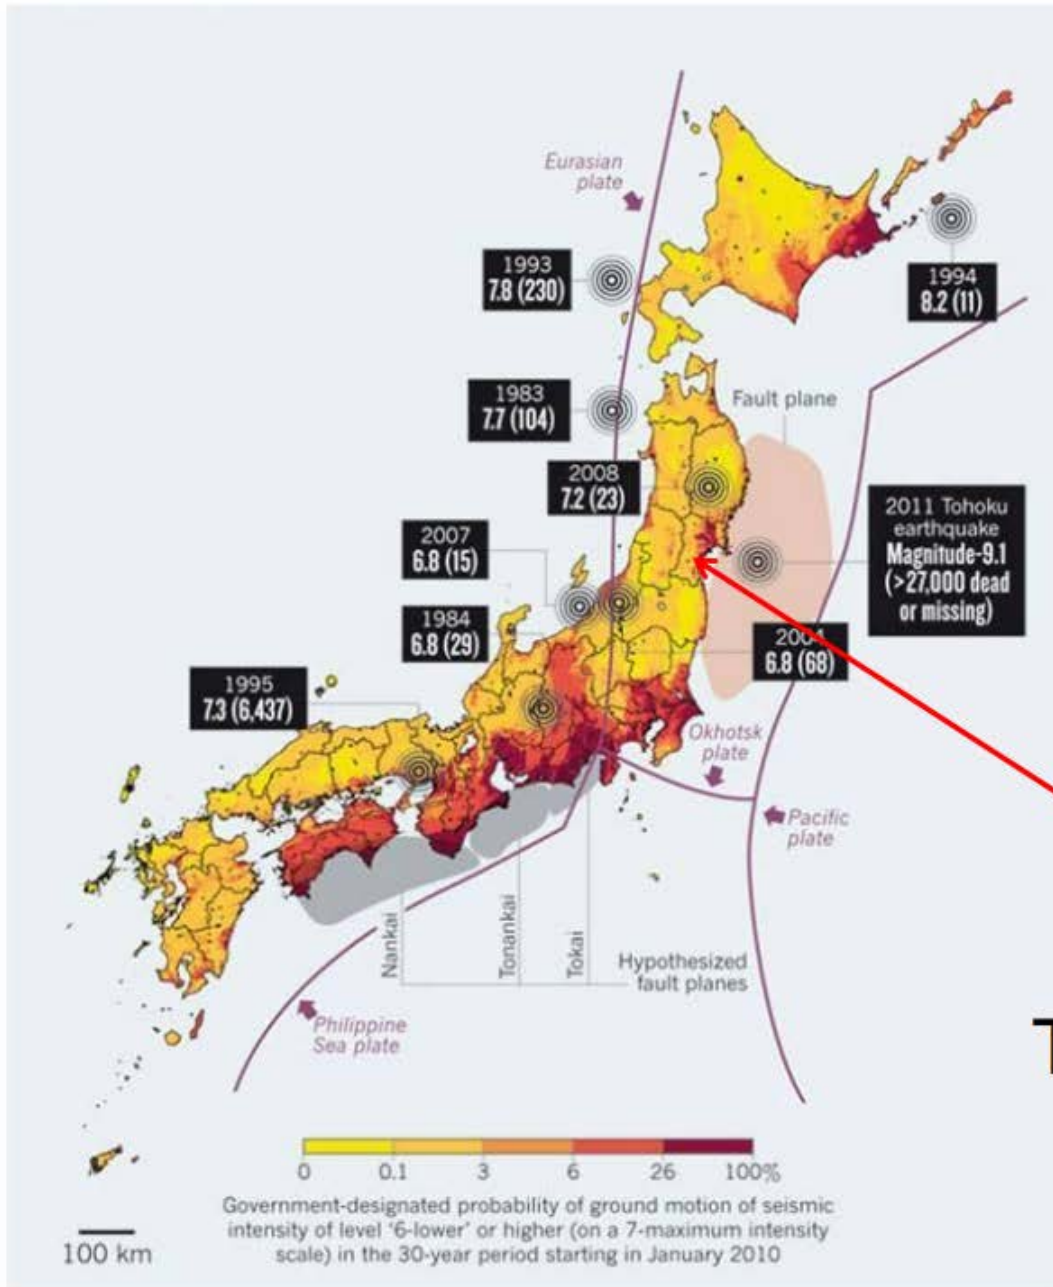 Eurasian
plate
1993
7.8 (230)
1994
8.2 (11)
1983
7.7 (104)
Fault plane
2008
7.2 (23)
2011 Tohoku
earthquake
Magnitude-9.1
(>27,000 dead
or missing)
2007
6.8 (15)
1984
6.8 (29)
2004
6.8 (68)
1995
7.3 (6,437)
Okhotsk
plate
Pacific
plate
Nankai
Tonankai
Tokai
Hypothesized
fault planes
Philippine
Sea plate
T
0 0.1 3 6 26 100%
Government-designated probability of ground motion of seismic
intensity of level ‘6-lower’ or higher (on a 7-maximum intensity
scale) in the 30-year period starting in January 2010
100 km